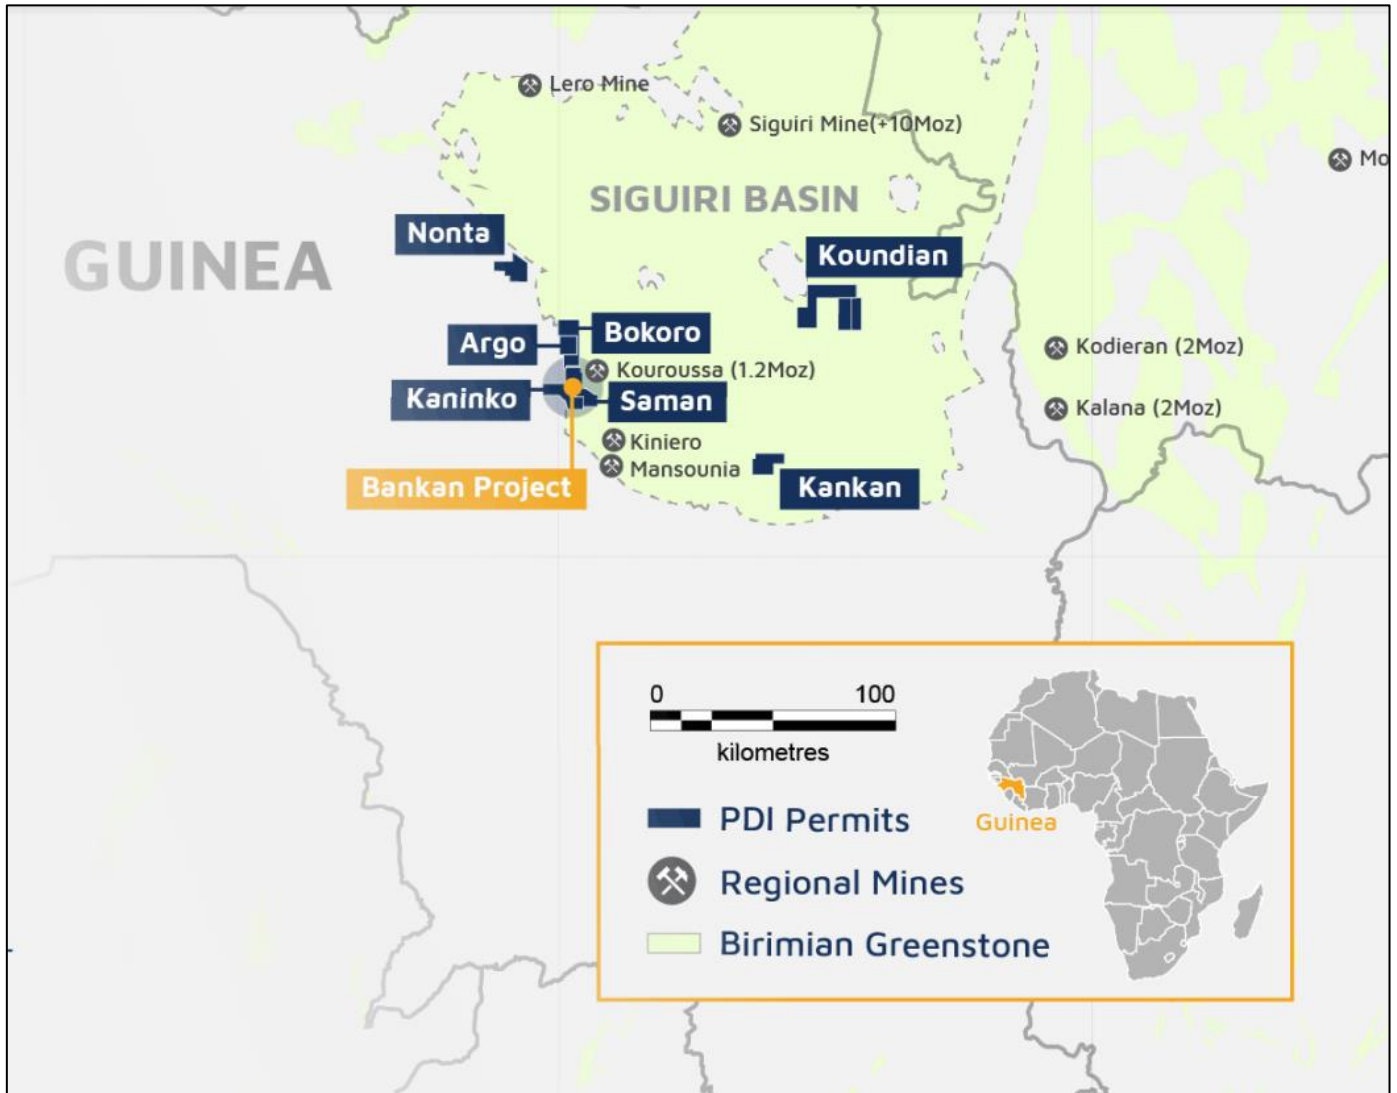 Lero Mine
Siguiri Mine(+10Moz)
Mo
SIGUIRI BASIN
Nonta
GUINEA
Koundian
Bokoro
Argo
Kodieran (2Moz)
Kouroussa (1.2Moz)
Kaninko
Saman
Kalana (2Moz)
Kiniero
Mansounia
Bankan Project
Kankan
0 100
kilometres
PDI Permits
Guinea
Regional Mines
Birimian Greenstone